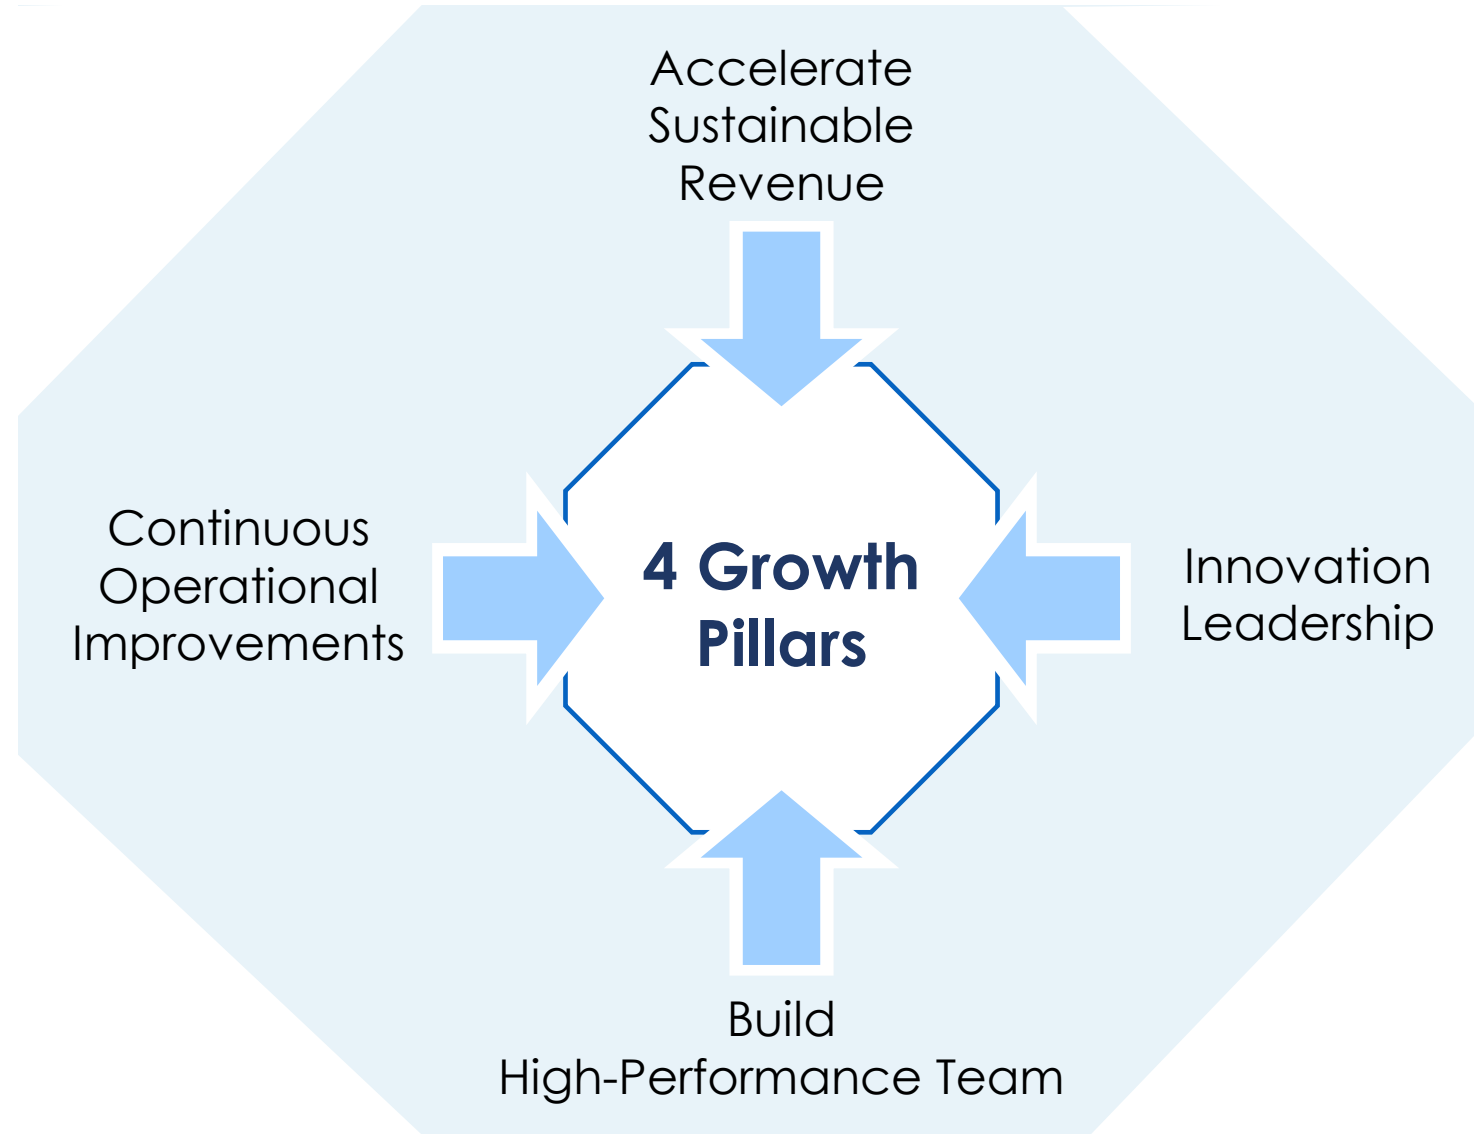 Accelerate
Sustainable
Revenue
Continuous
Operational
Improvements
4 Growth
Pillars
Innovation
Leadership
Build
High-Performance Team